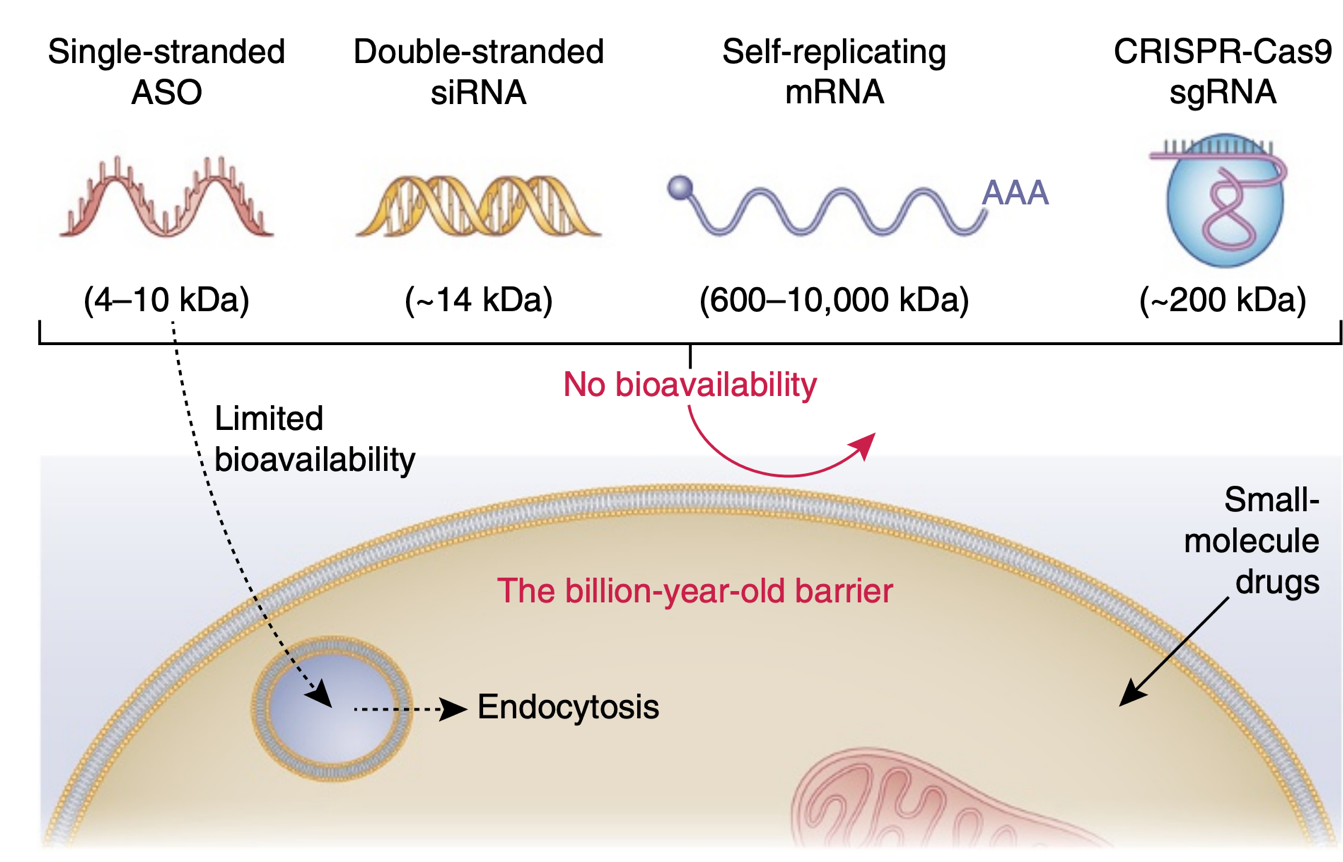 Single-stranded
ASO
Double-stranded
siRNA
Self-replicating
mRNA
CRISPR-Cas9
sgRNA
AAA
(4–10 kDa)
(~14 kDa)
(600–10,000 kDa)
(~200 kDa)
No bioavailability
Limited
bioavailability
Small-
molecule
drugs
The billion-year-old barrier
Endocytosis